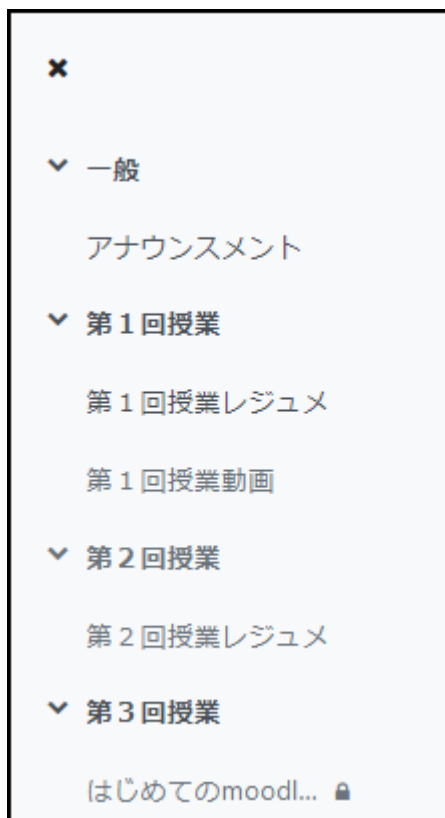 一般
アナウンスメント
第１回授業
第１回授業レジュメ
第１回授業動画
第２回授業
第２回授業レジュメ
第３回授業
はじめてのmoodl...